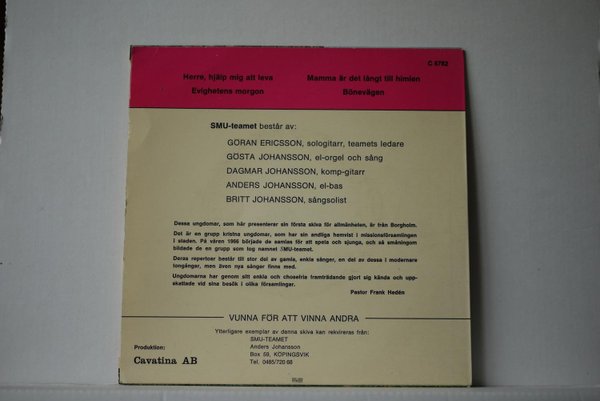 C 6762
Herre, hjälp mig att leva
Mamma är det långt till himlen
Evighetens morgon
Bönevägen
SMU-teamet består av:
GÖRAN ERICSSON, sologitarr, teamets ledare
GÖSTA JOHANSSON, el-orgel och sång
DAGMAR JOHANSSON, komp-gitarr
ANDERS JOHANSSON, el-bas
BRITT JOHANSSON, sångsolist
Dessa ungdomar, som här presenterar sin första skiva för allmänheten, är från Borgholm.
Det är en grupp kristna ungdomar, som har sin andliga hemvist i missionsförsamlingen
i staden. På våren 1966 började de samlas för att spela och sjunga, och så småningom
bildade de en grupp som tog namnet SMU-teamet.
Deras repertoar består till stor del av gamla, enkla sånger, en del av dessa i modernare
tongångar, men även nya sånger finns med.
Ungdomarna har genom sitt enkla och chosefria framträdande gjort sig kända och upp-
skattade vid sina besök i olika församlingar.
Pastor Frank Hedén
VUNNA FÖR ATT VINNA ANDRA
Ytterligare exemplar av denna skiva kan rekvireras från:
SMU-TEAMET
Anders Johansson
Box 59, KÖPINGSVIK
Tel. 0485/720 66
Produktion:
Cavatina AB